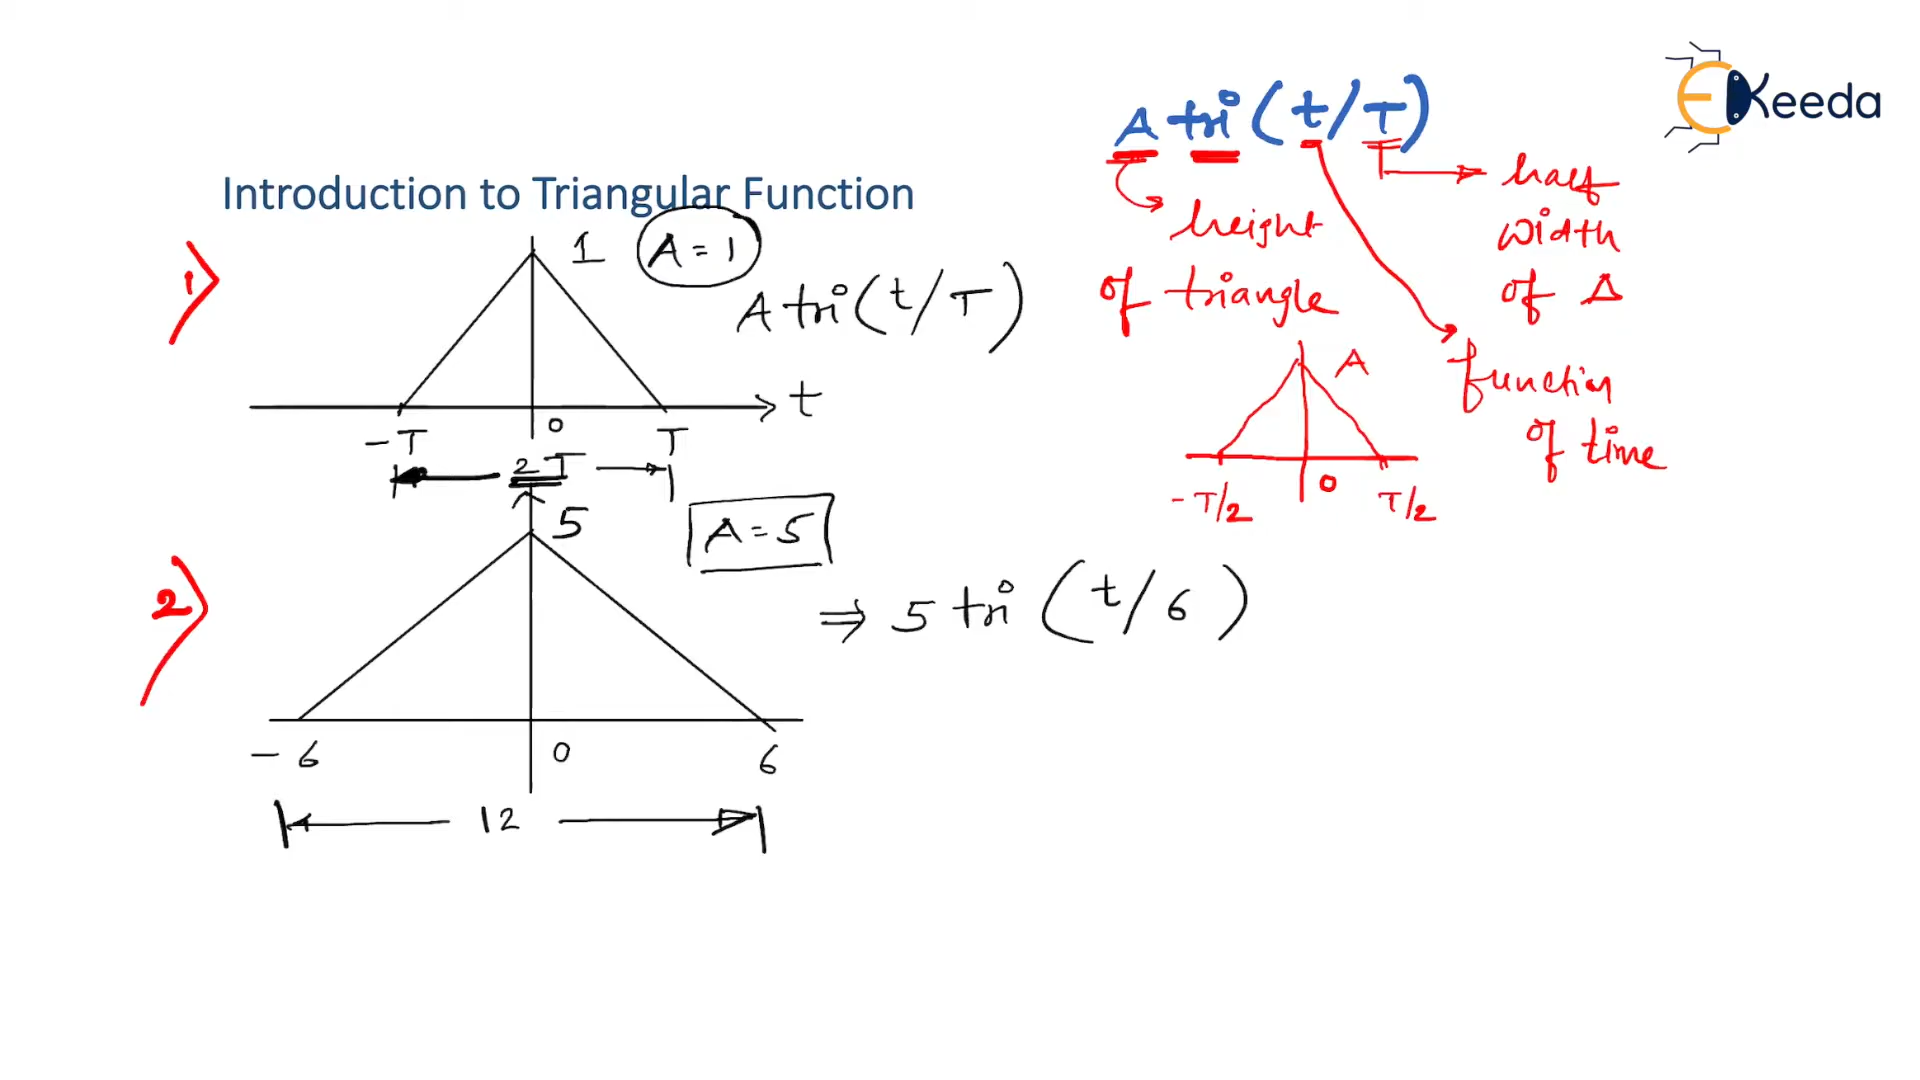 EKeeda
Introduction to Triangular Function
A tri (t/T)
height
of triangle
half
width
of Δ
function
of time
A
-T/2 0 T/2
1)
1
A = 1
A tri (t/T)
t
-T 0 T
2T
2)
5
A = 5
⇒ 5 tri (t/6)
-6 0 6
12